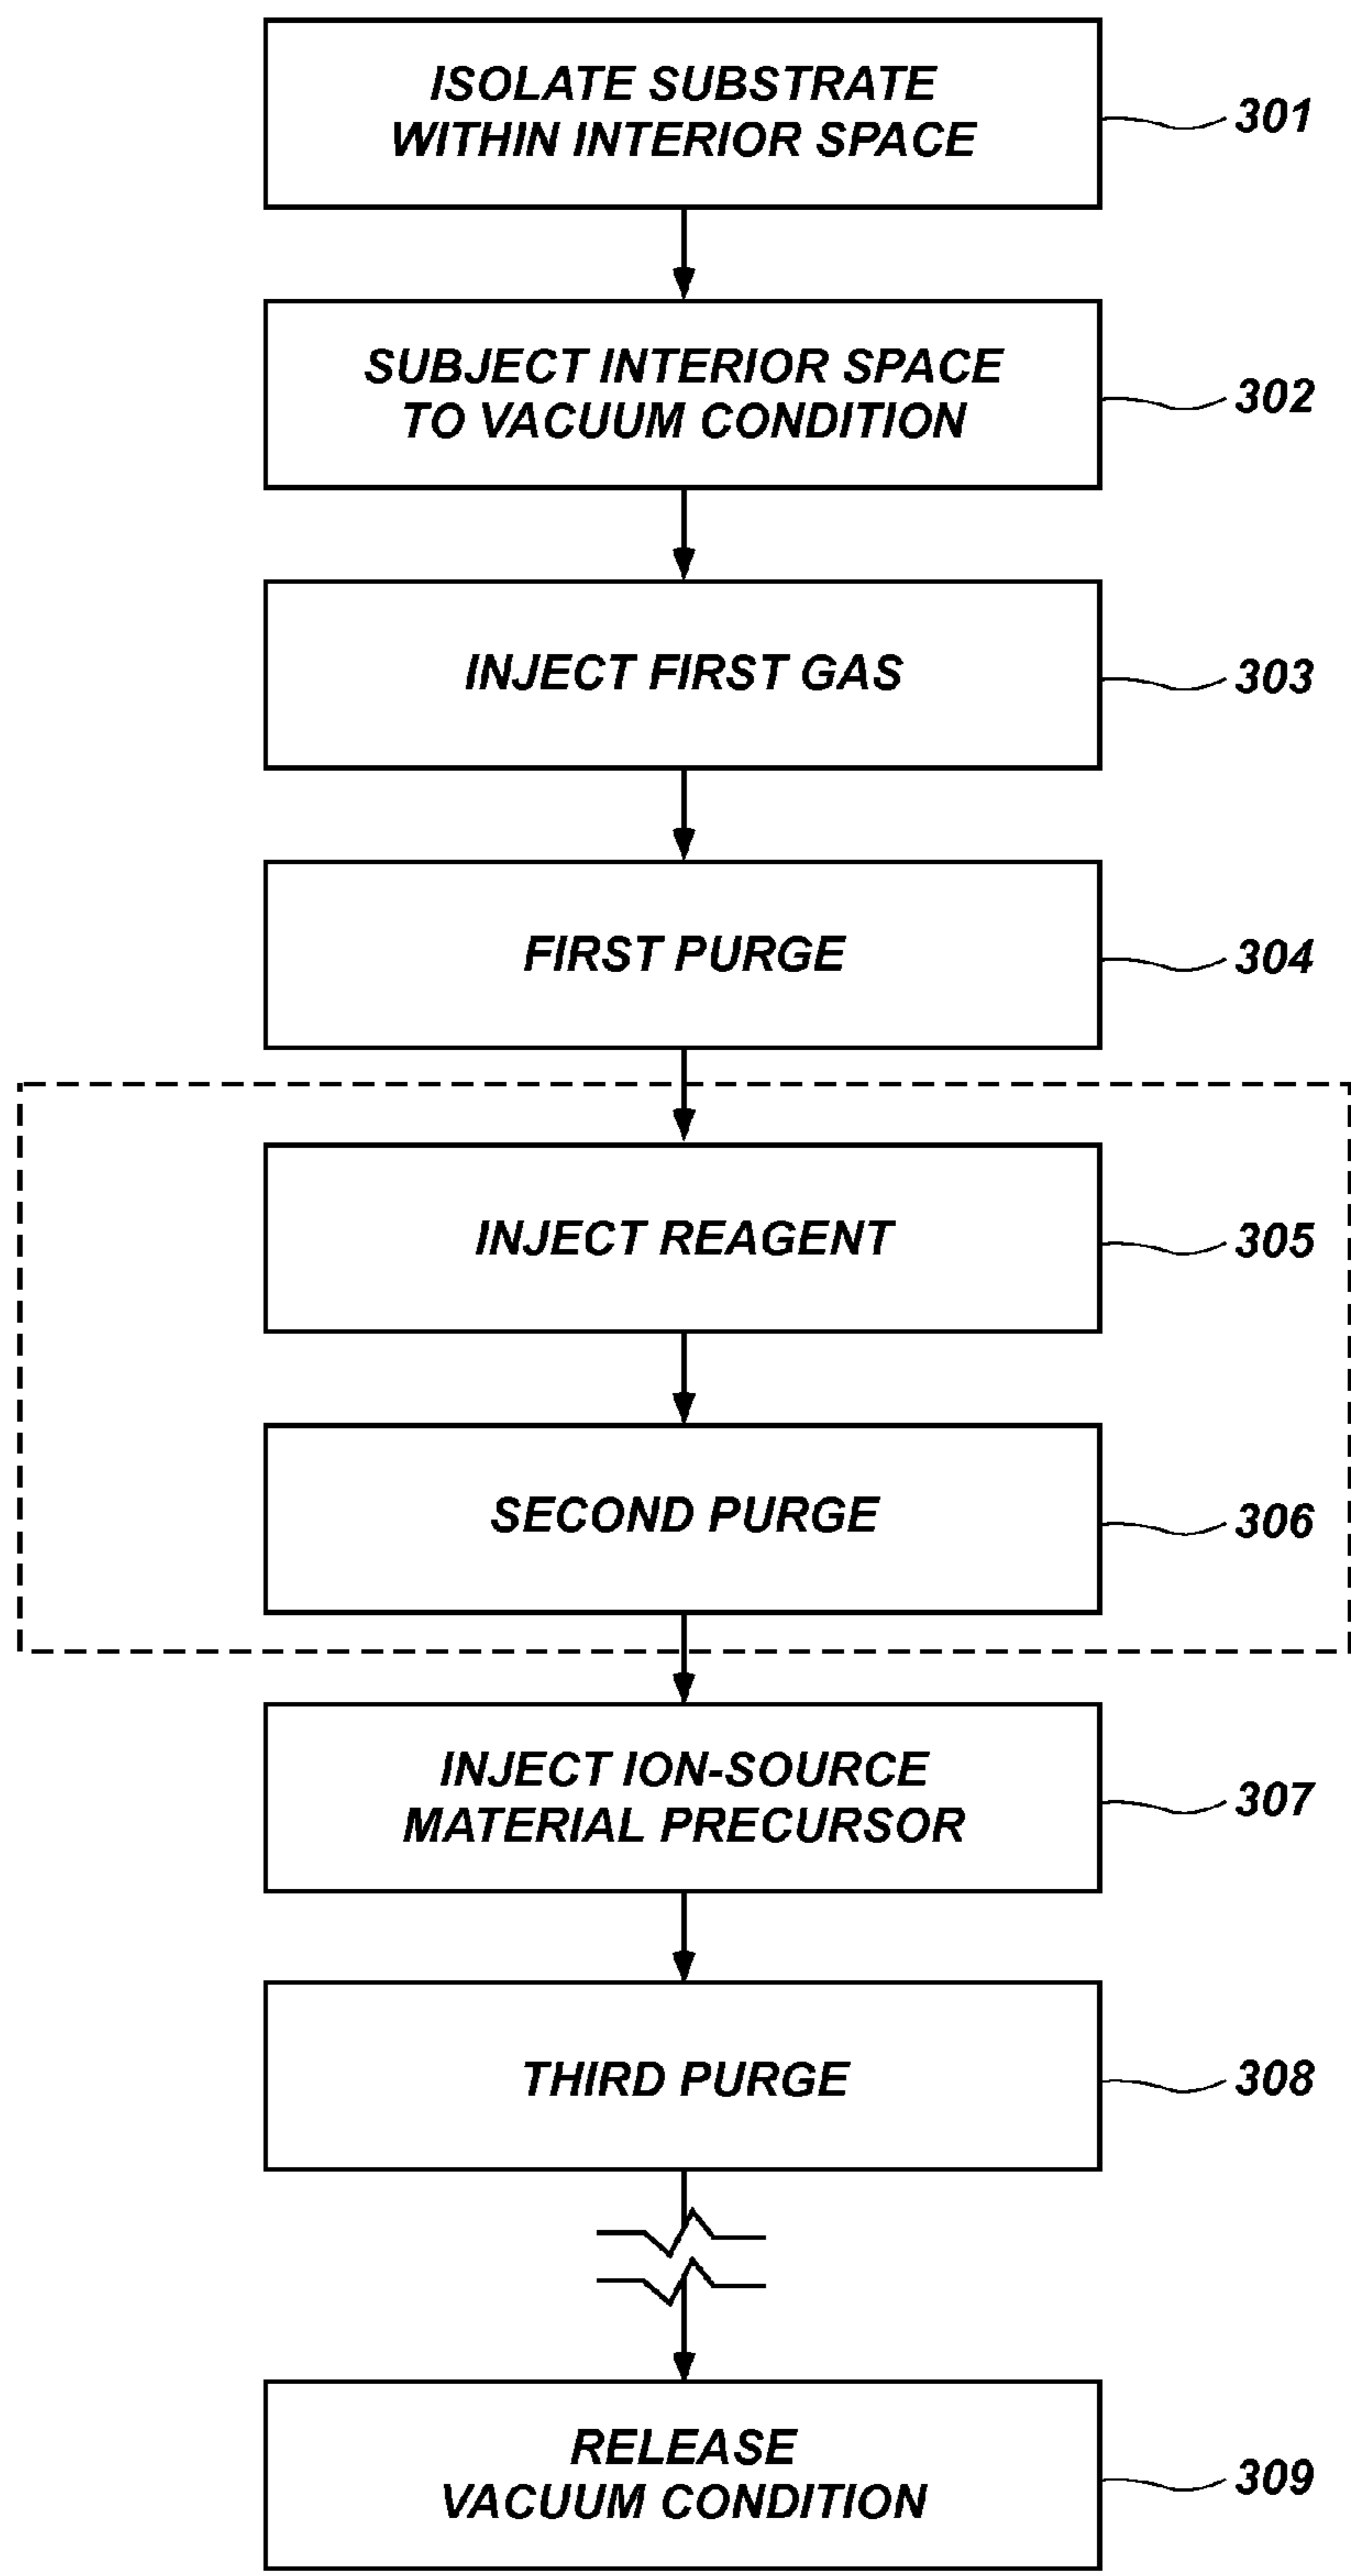 ISOLATE SUBSTRATE
WITHIN INTERIOR SPACE
301
SUBJECT INTERIOR SPACE
TO VACUUM CONDITION
302
INJECT FIRST GAS
303
FIRST PURGE
304
INJECT REAGENT
305
SECOND PURGE
306
INJECT ION-SOURCE
MATERIAL PRECURSOR
307
THIRD PURGE
308
RELEASE
VACUUM CONDITION
309